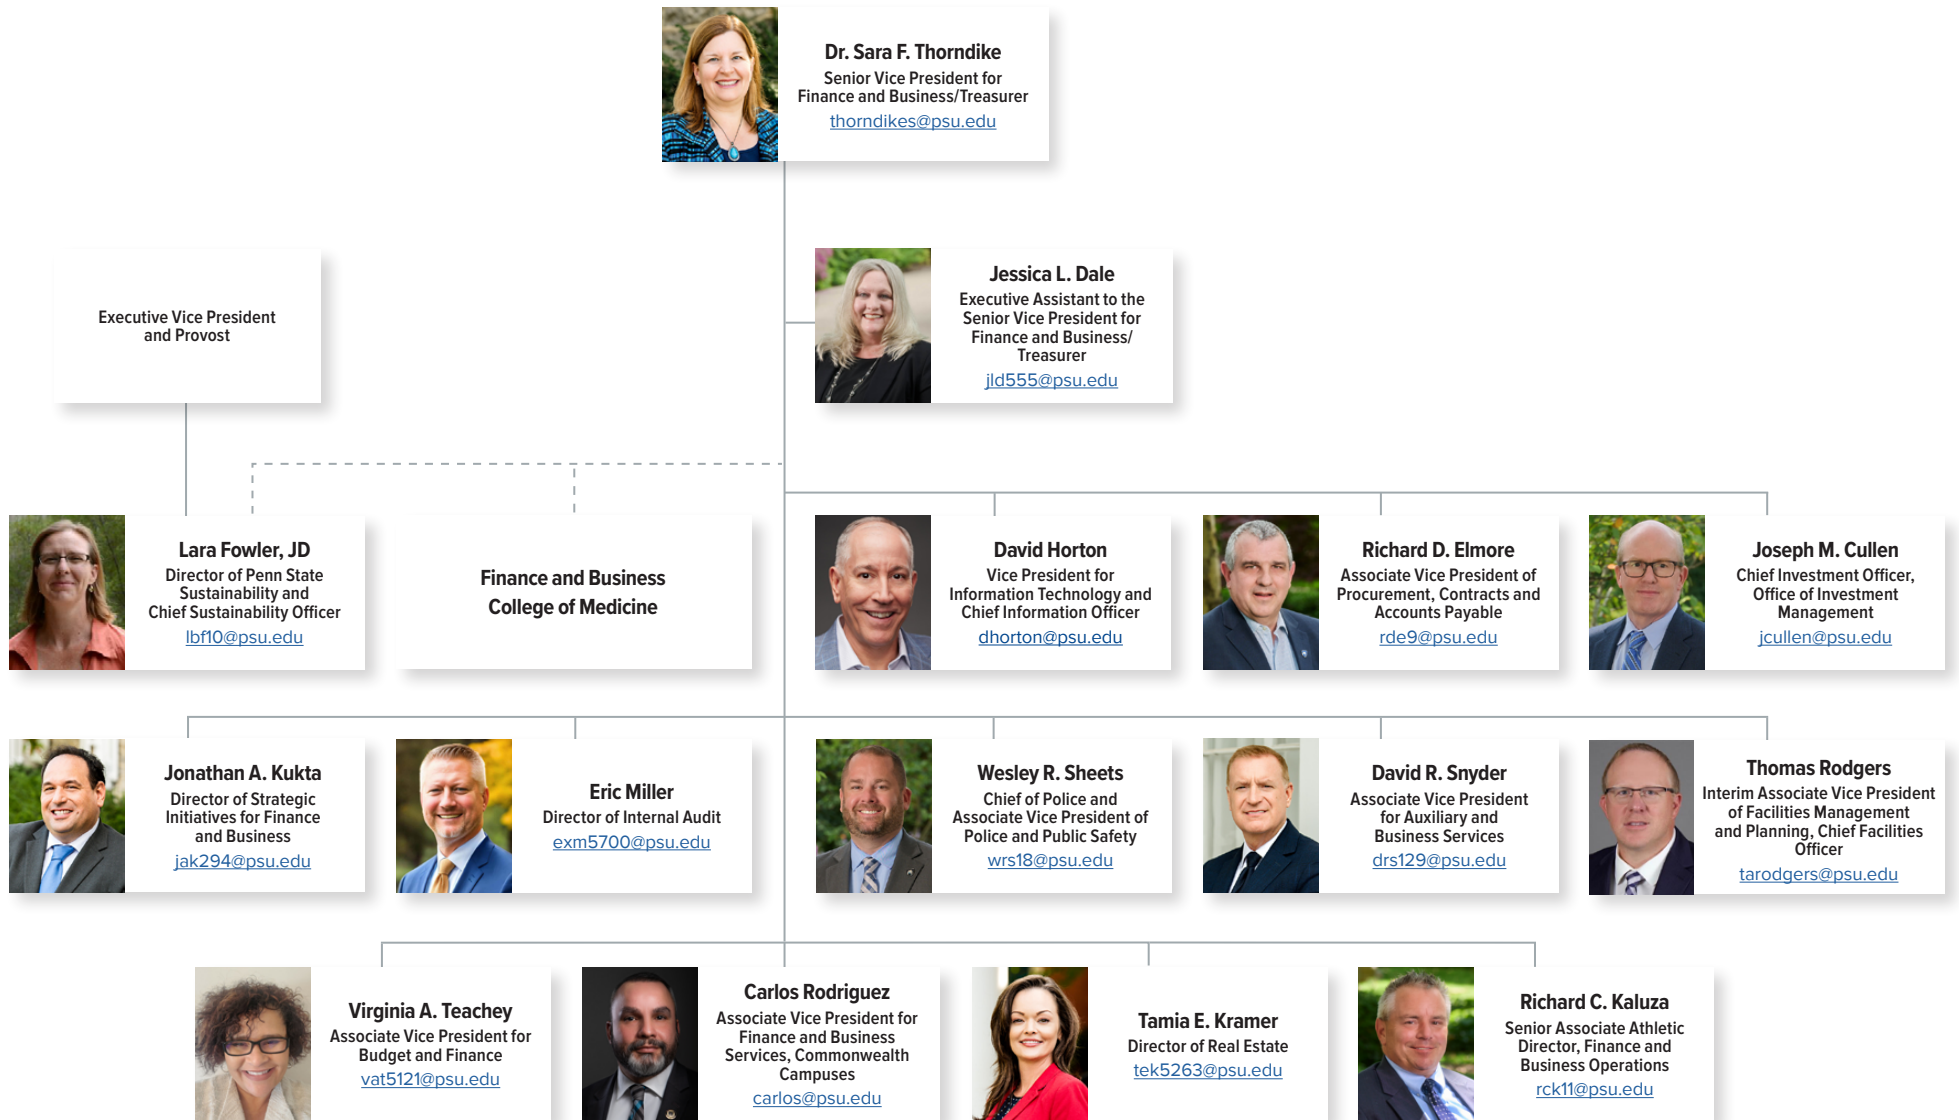 Dr. Sara F. Thorndike
Senior Vice President for
Finance and Business/Treasurer
thorndikes@psu.edu
Executive Vice President
and Provost
Jessica L. Dale
Executive Assistant to the
Senior Vice President for
Finance and Business/
Treasurer
jld555@psu.edu
Lara Fowler, JD
Director of Penn State
Sustainability and
Chief Sustainability Officer
lbf10@psu.edu
Finance and Business
College of Medicine
David Horton
Vice President for
Information Technology and
Chief Information Officer
dhorton@psu.edu
Richard D. Elmore
Associate Vice President of
Procurement, Contracts and
Accounts Payable
rde9@psu.edu
Joseph M. Cullen
Chief Investment Officer,
Office of Investment
Management
jcullen@psu.edu
Jonathan A. Kukta
Director of Strategic
Initiatives for Finance
and Business
jak294@psu.edu
Eric Miller
Director of Internal Audit
exm5700@psu.edu
Wesley R. Sheets
Chief of Police and
Associate Vice President of
Police and Public Safety
wrs18@psu.edu
David R. Snyder
Associate Vice President
for Auxiliary and
Business Services
drs129@psu.edu
Thomas Rodgers
Interim Associate Vice President
of Facilities Management
and Planning, Chief Facilities
Officer
tarodgers@psu.edu
Virginia A. Teachey
Associate Vice President for
Budget and Finance
vat5121@psu.edu
Carlos Rodriguez
Associate Vice President for
Finance and Business
Services, Commonwealth
Campuses
carlos@psu.edu
Tamia E. Kramer
Director of Real Estate
tek5263@psu.edu
Richard C. Kaluza
Senior Associate Athletic
Director, Finance and
Business Operations
rck11@psu.edu